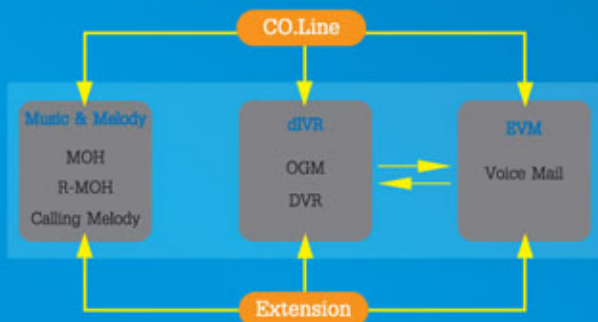 CO.Line
Music & Melody
MOH
R-MOH
Calling Melody
dIVR
OGM
DVR
EVM
Voice Mail
Extension